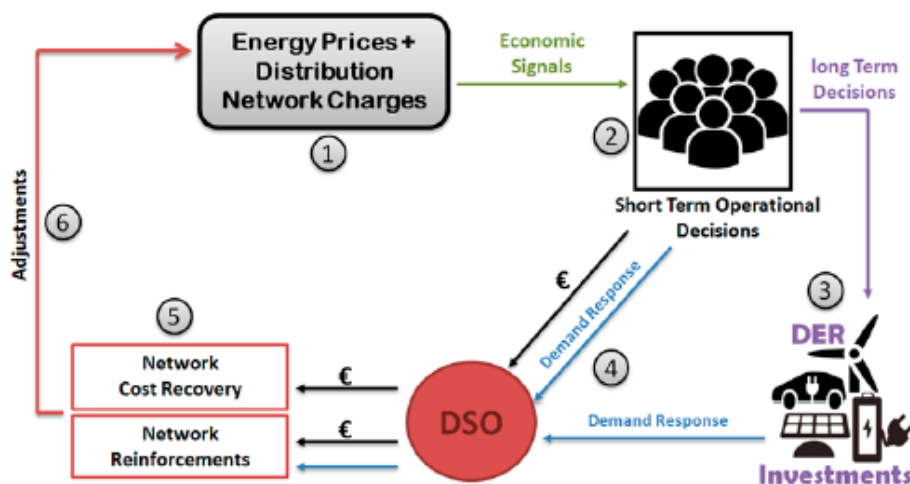 Energy Prices +
Distribution
Network Charges
1
Economic
Signals
2
long Term
Decisions
Short Term Operational
Decisions
3
DER
Investments
€
Demand Response
4
Demand Response
DSO
5
€
Network
Cost Recovery
€
Network
Reinforcements
6
Adjustments